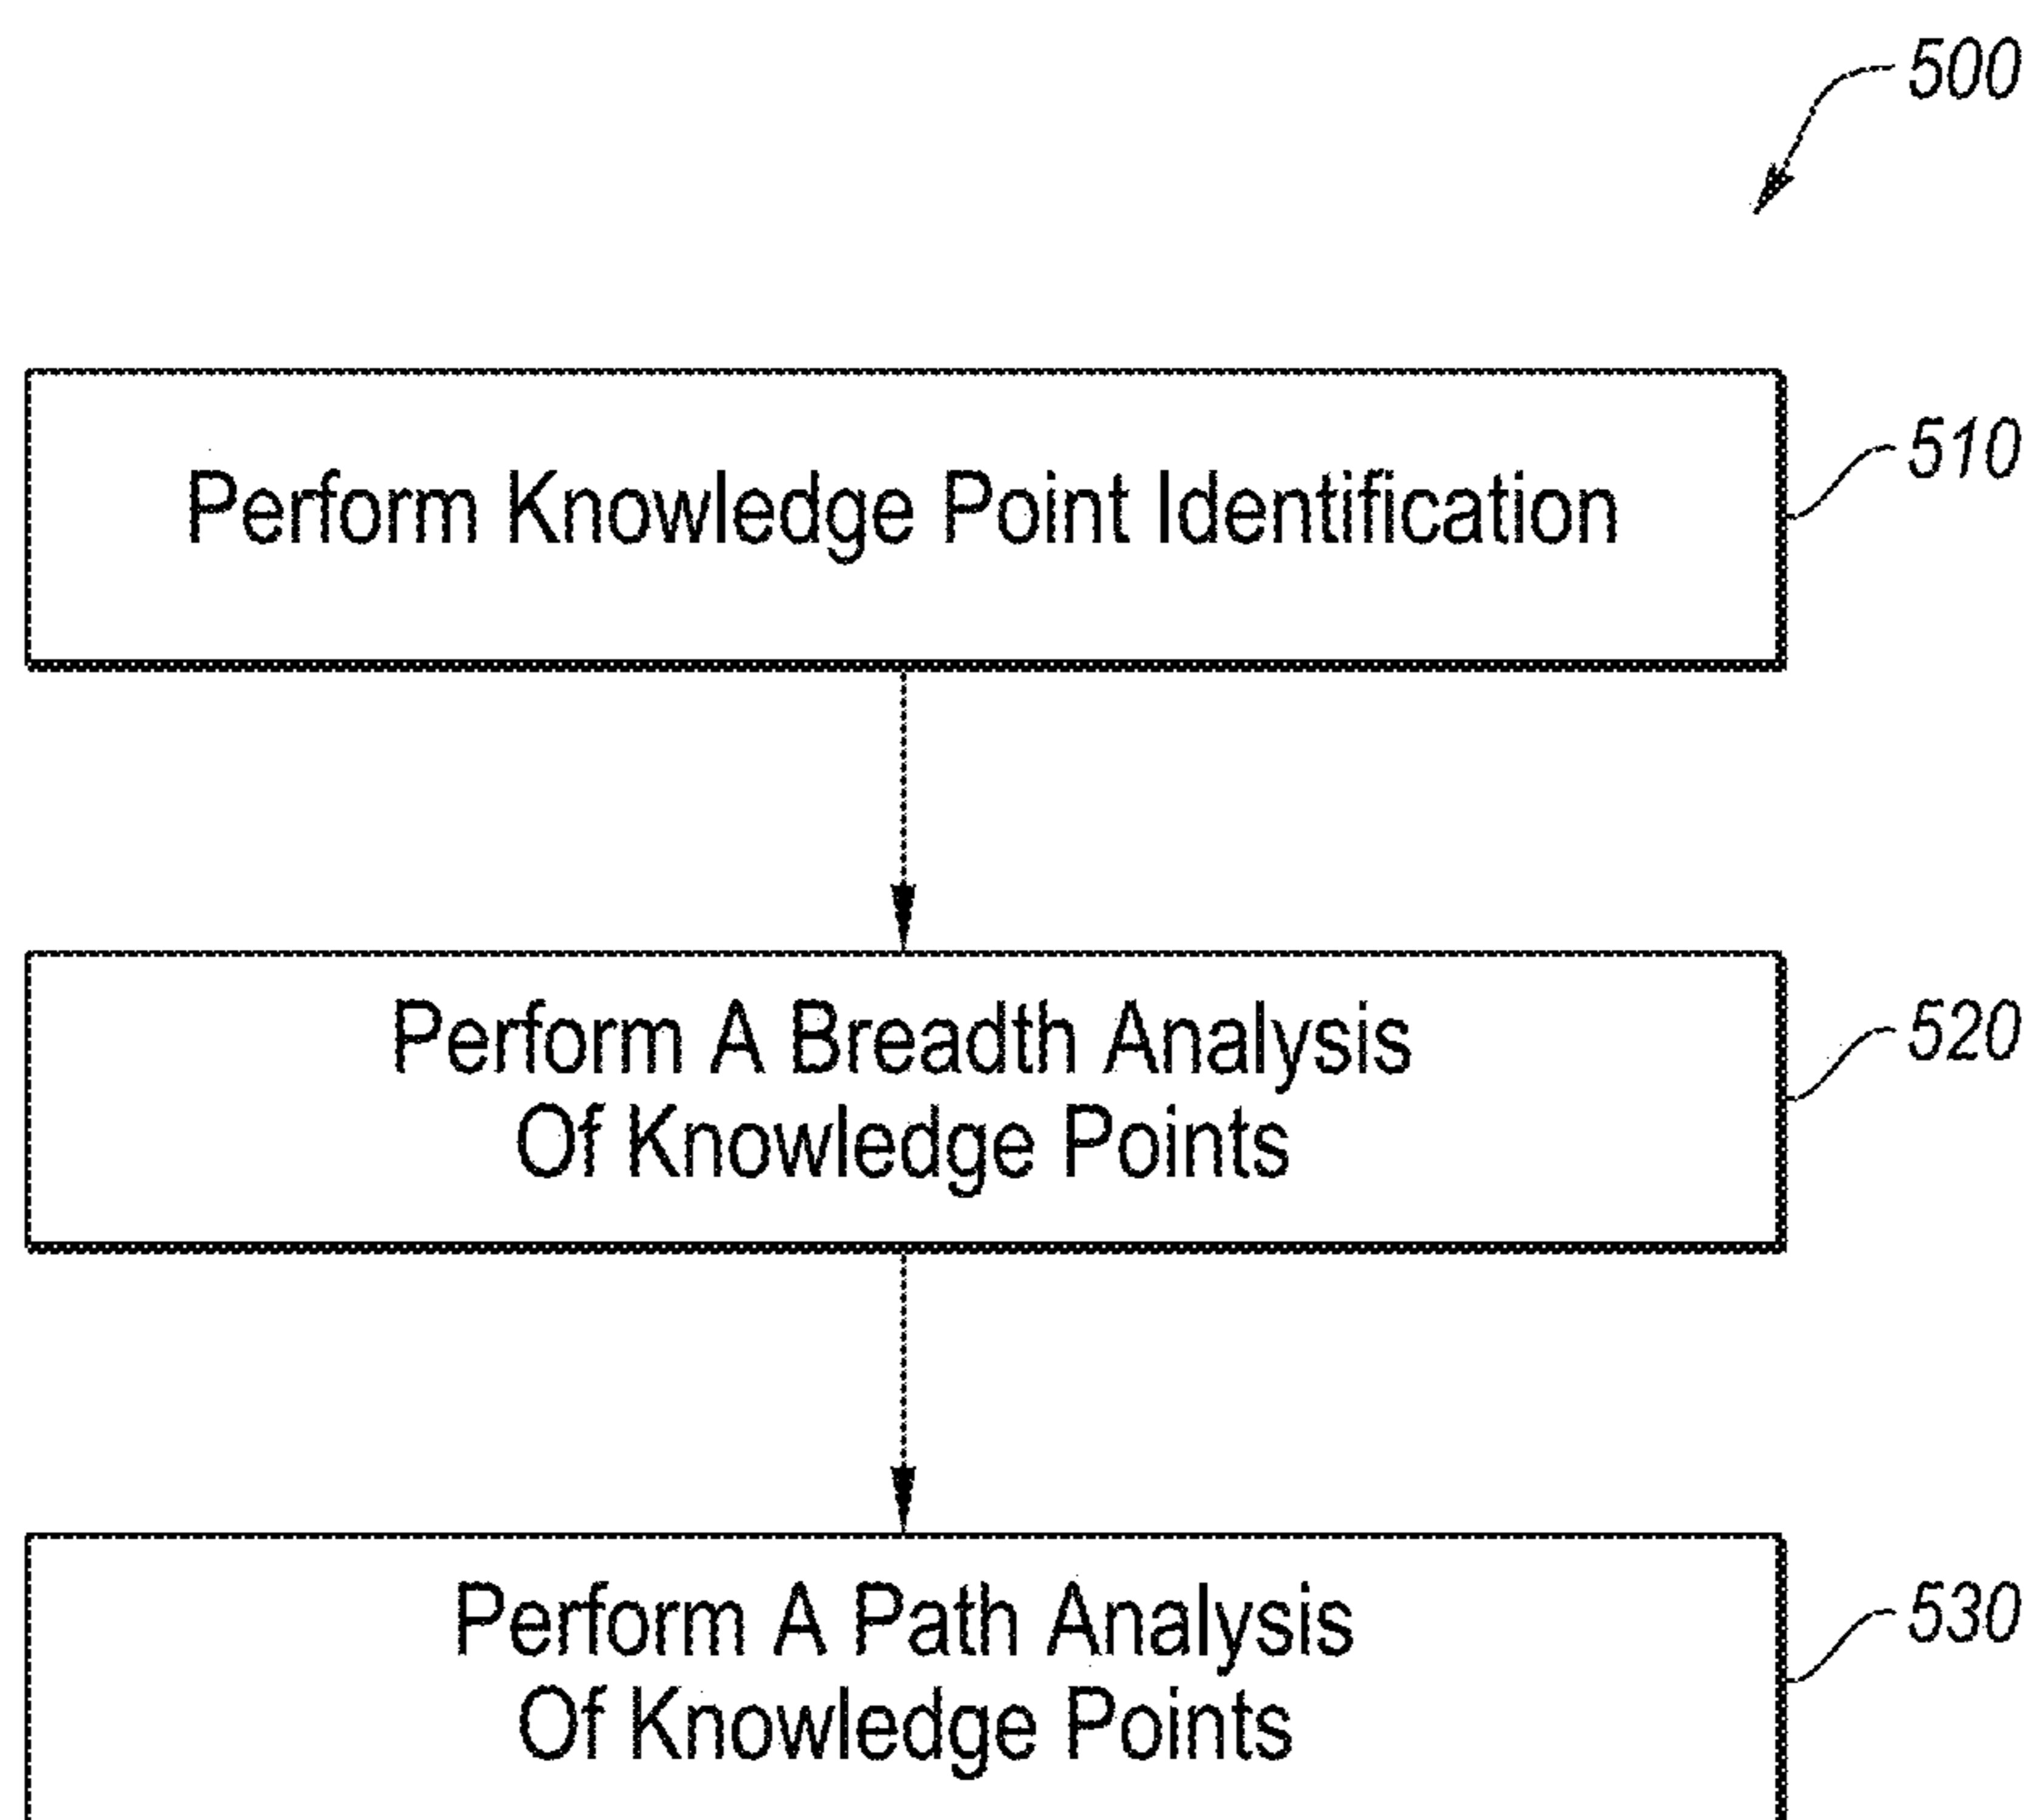 500
Perform Knowledge Point Identification
510
Perform A Breadth Analysis
Of Knowledge Points
520
Perform A Path Analysis
Of Knowledge Points
530